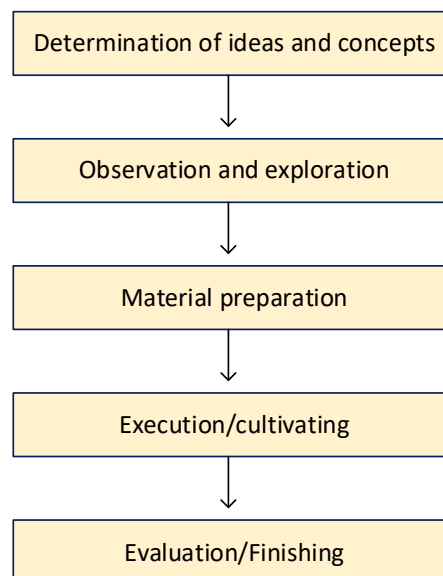 Determination of ideas and concepts
Observation and exploration
Material preparation
Execution/cultivating
Evaluation/Finishing